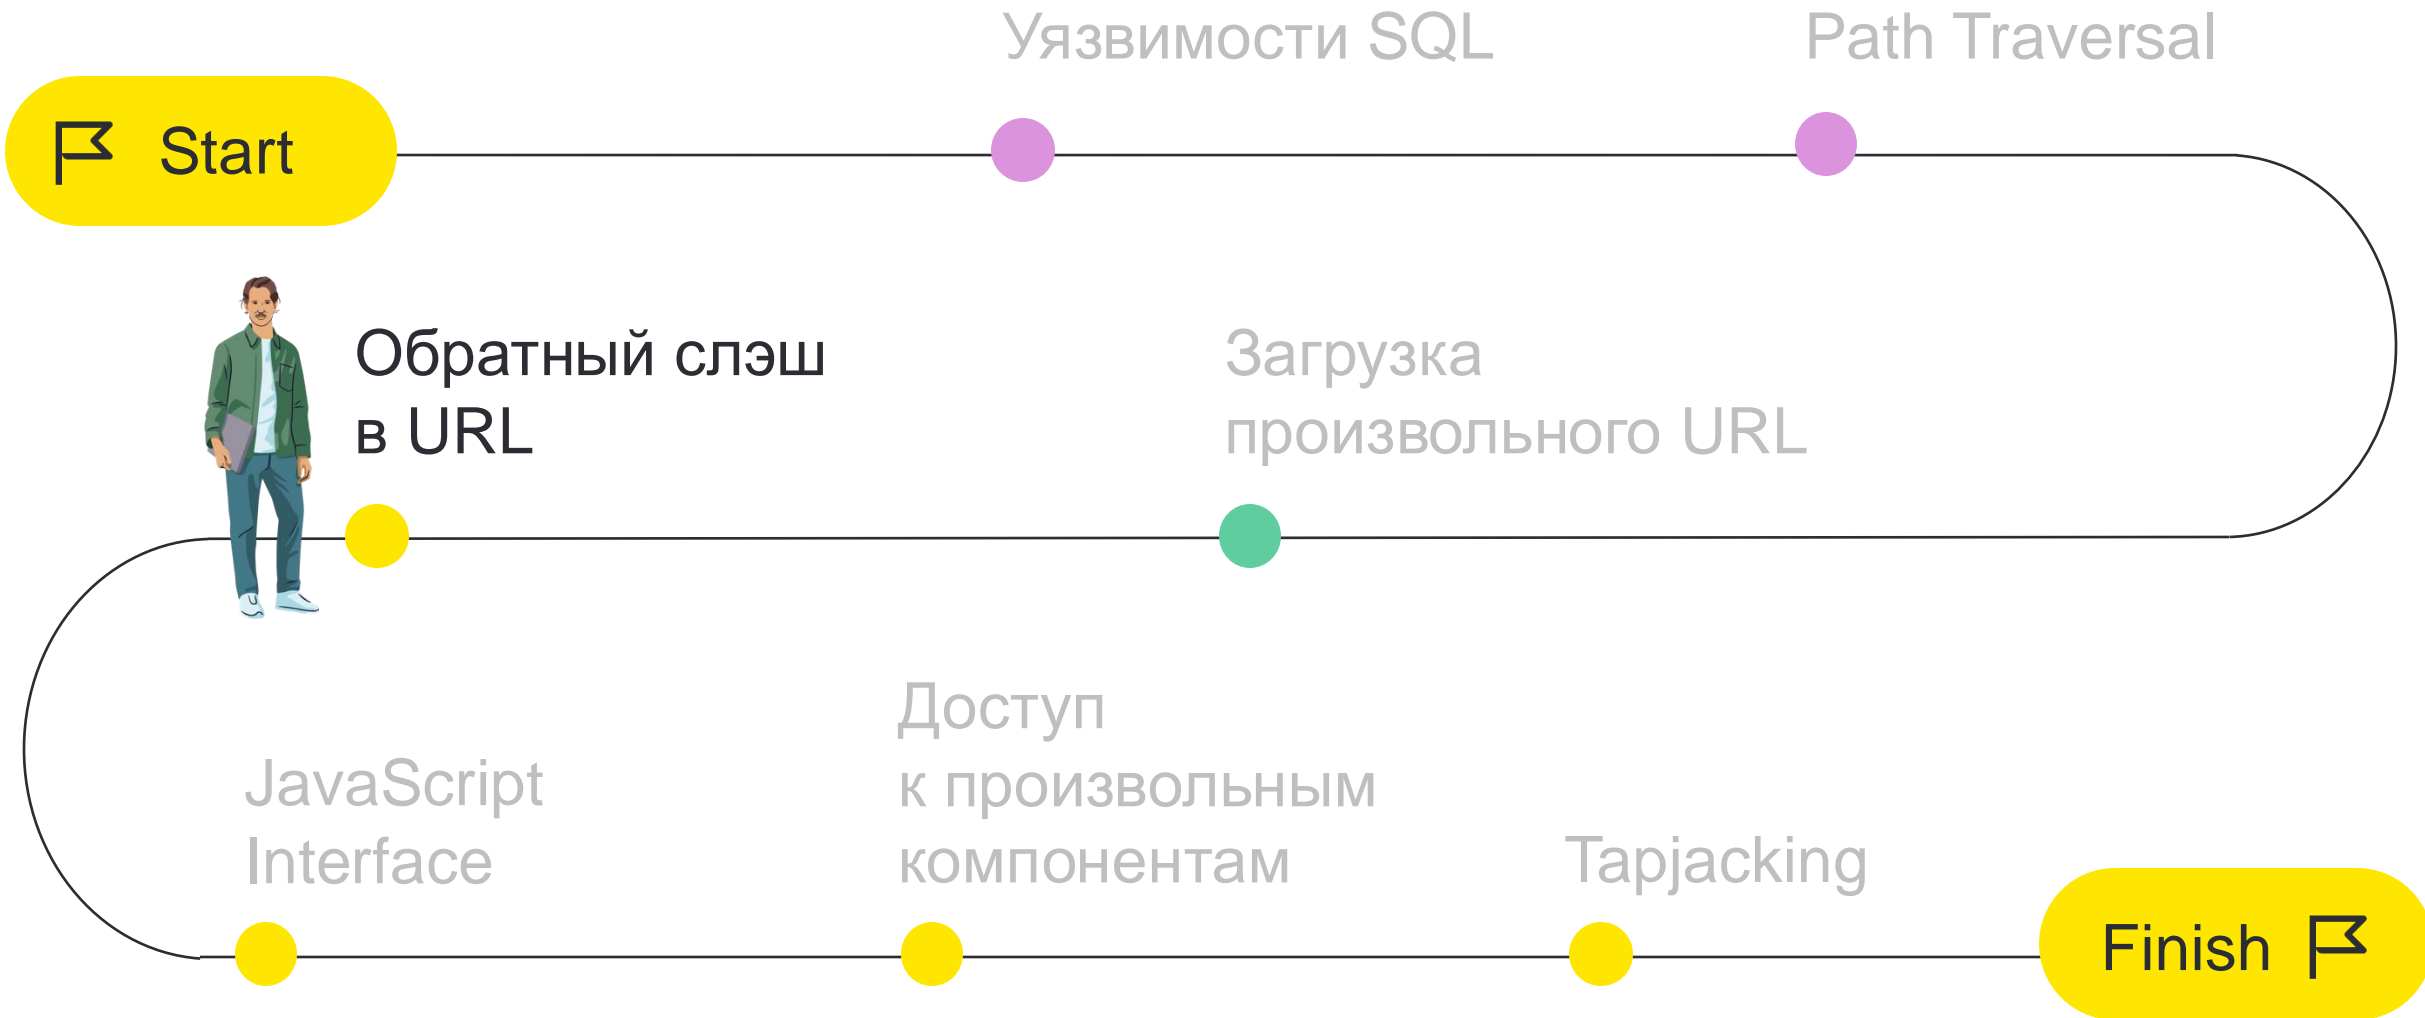 Уязвимости SQL
Path Traversal
Start
Обратный слэш
в URL
Загрузка
произвольного URL
JavaScript
Interface
Доступ
к произвольным
компонентам
Tapjacking
Finish